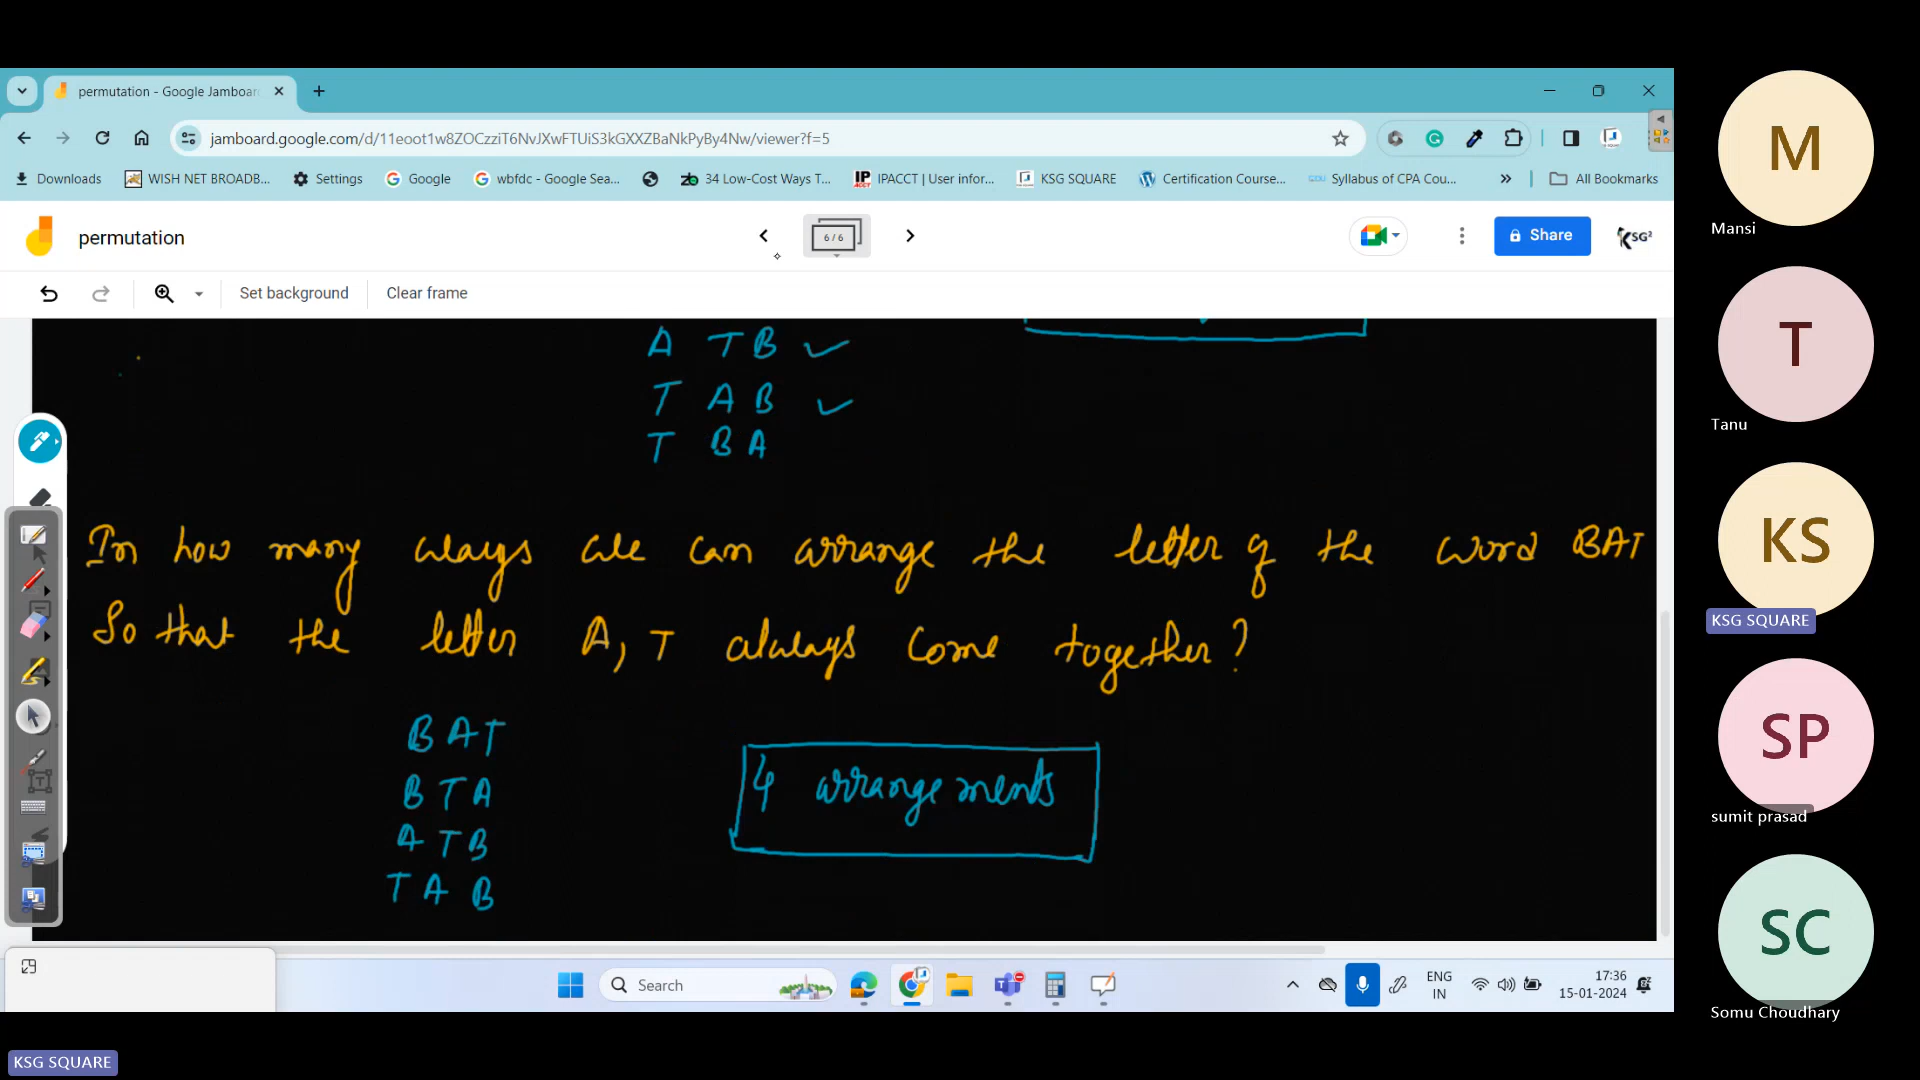 permutation - Google Jamboar
jamboard.google.com/d/11eoot1w8ZOCzziT6NvJXwFTUiS3kGXXZBaNkPyBy4Nw/viewer?f=5
Downloads WISH NET BROADB... Settings Google wbfdc - Google Sea... 34 Low-Cost Ways T... IPACCT | User infor... KSG SQUARE Certification Course... Syllabus of CPA Cou... » All Bookmarks
permutation 6 / 6 Share KSG²
Set background Clear frame
A T B ✓
T A B ✓
T B A
In how many ways we can arrange the letter of the word BAT
So that the letter A, T always come together?
B A T
B T A
A T B
T A B
4 arrangements
Search
ENG
IN
17:36
15-01-2024
M
Mansi
T
Tanu
KS
KSG SQUARE
SP
sumit prasad
SC
Somu Choudhary
KSG SQUARE